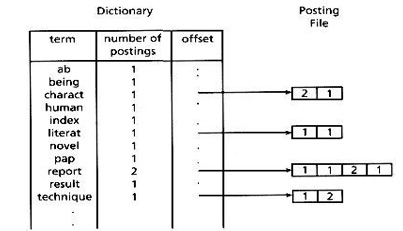 Dictionary Posting
File
term number of postings offset
ab 1 .
being 1 .
charact 1 2 1
human 1 .
index 1 .
literat 1 1 1
novel 1 .
pap 1 .
report 2 1 1 2 1
result 1 .
technique 1 1 2
. . .
. . .